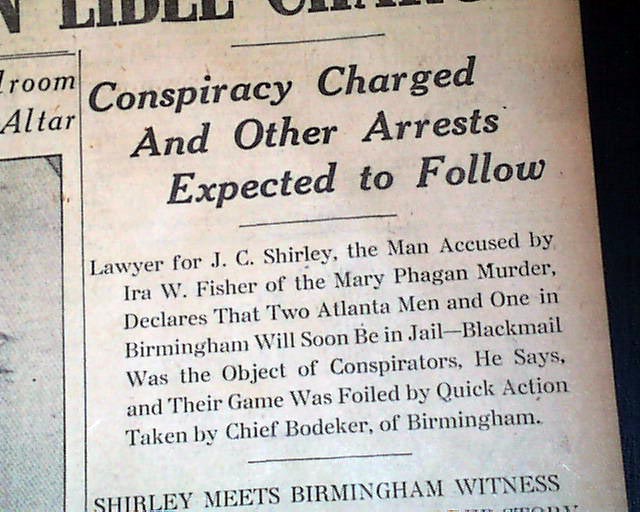 LIBEL
lroom
Altar
Conspiracy Charged
And Other Arrests
Expected to Follow
Lawyer for J. C. Shirley, the Man Accused by
Ira W. Fisher of the Mary Phagan Murder,
Declares That Two Atlanta Men and One in
Birmingham Will Soon Be in Jail—Blackmail
Was the Object of Conspirators, He Says,
and Their Game Was Foiled by Quick Action
Taken by Chief Bodeker, of Birmingham.
SHIRLEY MEETS BIRMINGHAM WITNESS